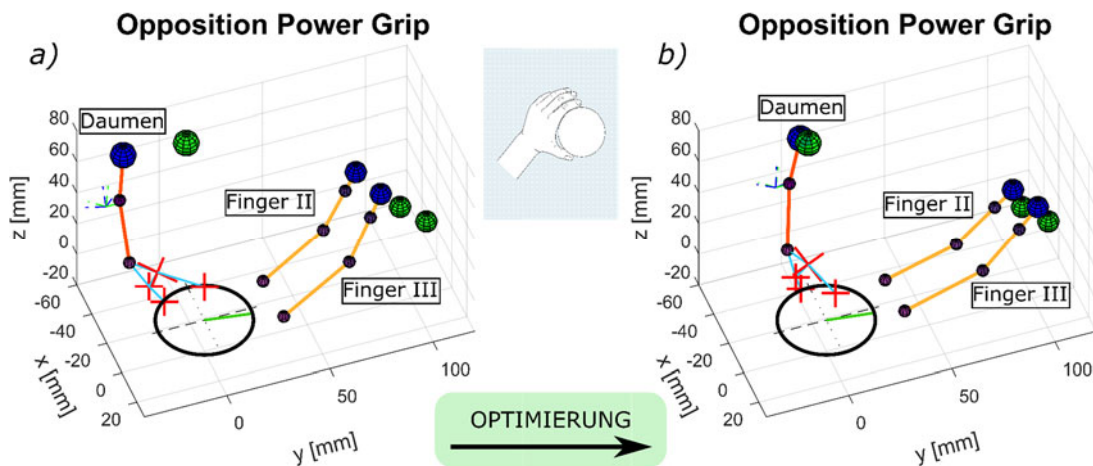 Opposition Power Grip
Opposition Power Grip
a)
b)
Daumen
Finger II
Finger III
80
60
40
20
0
-20
z [mm]
-60
-40
-20
0
20
x [mm]
0
50
100
y [mm]
Daumen
Finger II
Finger III
80
60
40
20
0
-20
z [mm]
-60
-40
-20
0
20
x [mm]
0
50
100
y [mm]
OPTIMIERUNG